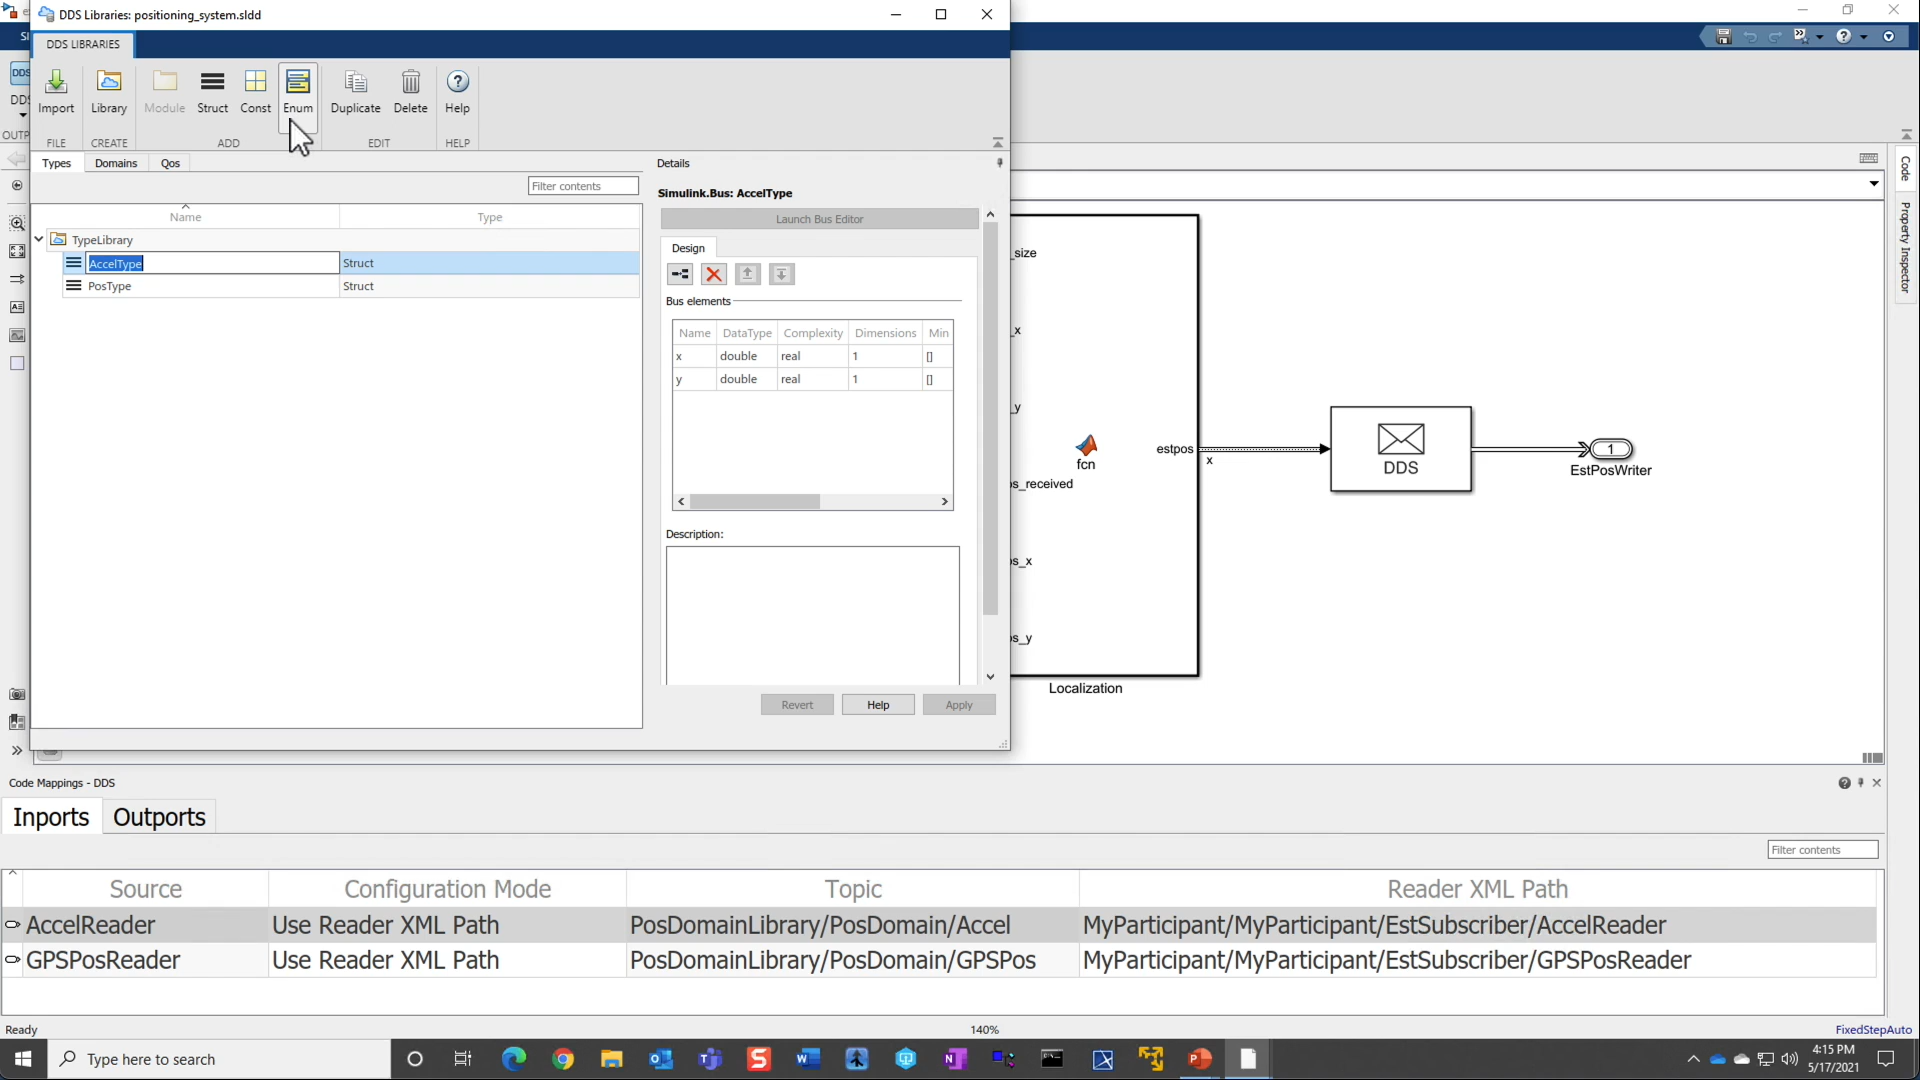 DDS Libraries: positioning_system.sldd
DDS LIBRARIES
Import
Library
Module
Struct
Const
Enum
Duplicate
Delete
Help
FILE
CREATE
ADD
EDIT
HELP
Types
Domains
Qos
Filter contents
Name
Type
TypeLibrary
AccelType
Struct
PosType
Struct
Details
Simulink.Bus: AccelType
Launch Bus Editor
Design
Bus elements
Name DataType Complexity Dimensions Min
x double real 1 []
y double real 1 []
Description:
Revert
Help
Apply
DDS
DD
OUTP
_size
_x
_y
fcn
estpos
x
s_received
s_x
s_y
Localization
DDS
1
EstPosWriter
Code
Property Inspector
Code Mappings - DDS
Inports
Outports
Filter contents
Source Configuration Mode Topic Reader XML Path
AccelReader Use Reader XML Path PosDomainLibrary/PosDomain/Accel MyParticipant/MyParticipant/EstSubscriber/AccelReader
GPSPosReader Use Reader XML Path PosDomainLibrary/PosDomain/GPSPos MyParticipant/MyParticipant/EstSubscriber/GPSPosReader
Ready
140%
FixedStepAuto
Type here to search
4:15 PM
5/17/2021